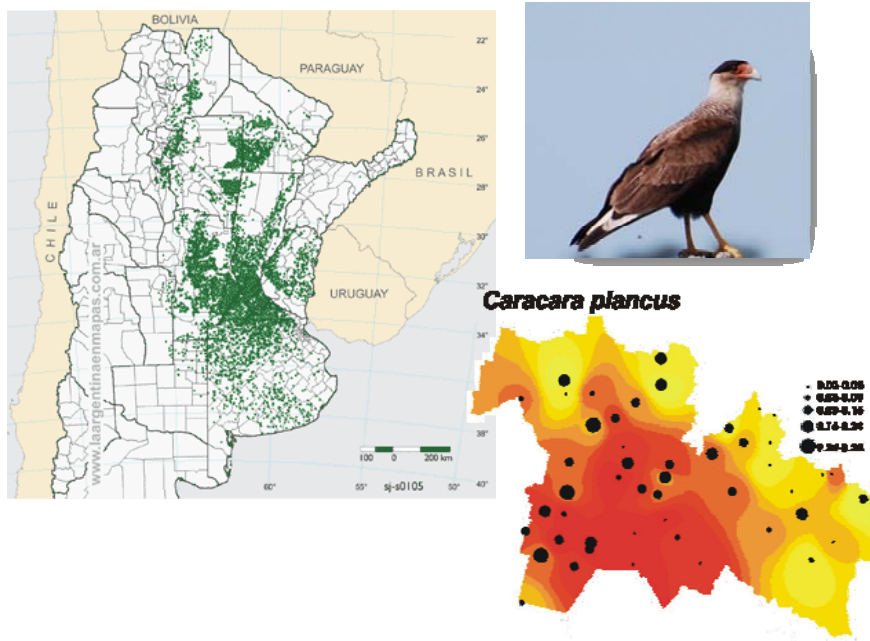 BOLIVIA
22°
PARAGUAY
24°
26°
BRASIL
28°
CHILE
30°
www.laargentinaenmapas.com.ar
32°
URUGUAY
34°
36°
38°
100 0 200 km
sj-s0105
40°
60°
50°
Caracara plancus